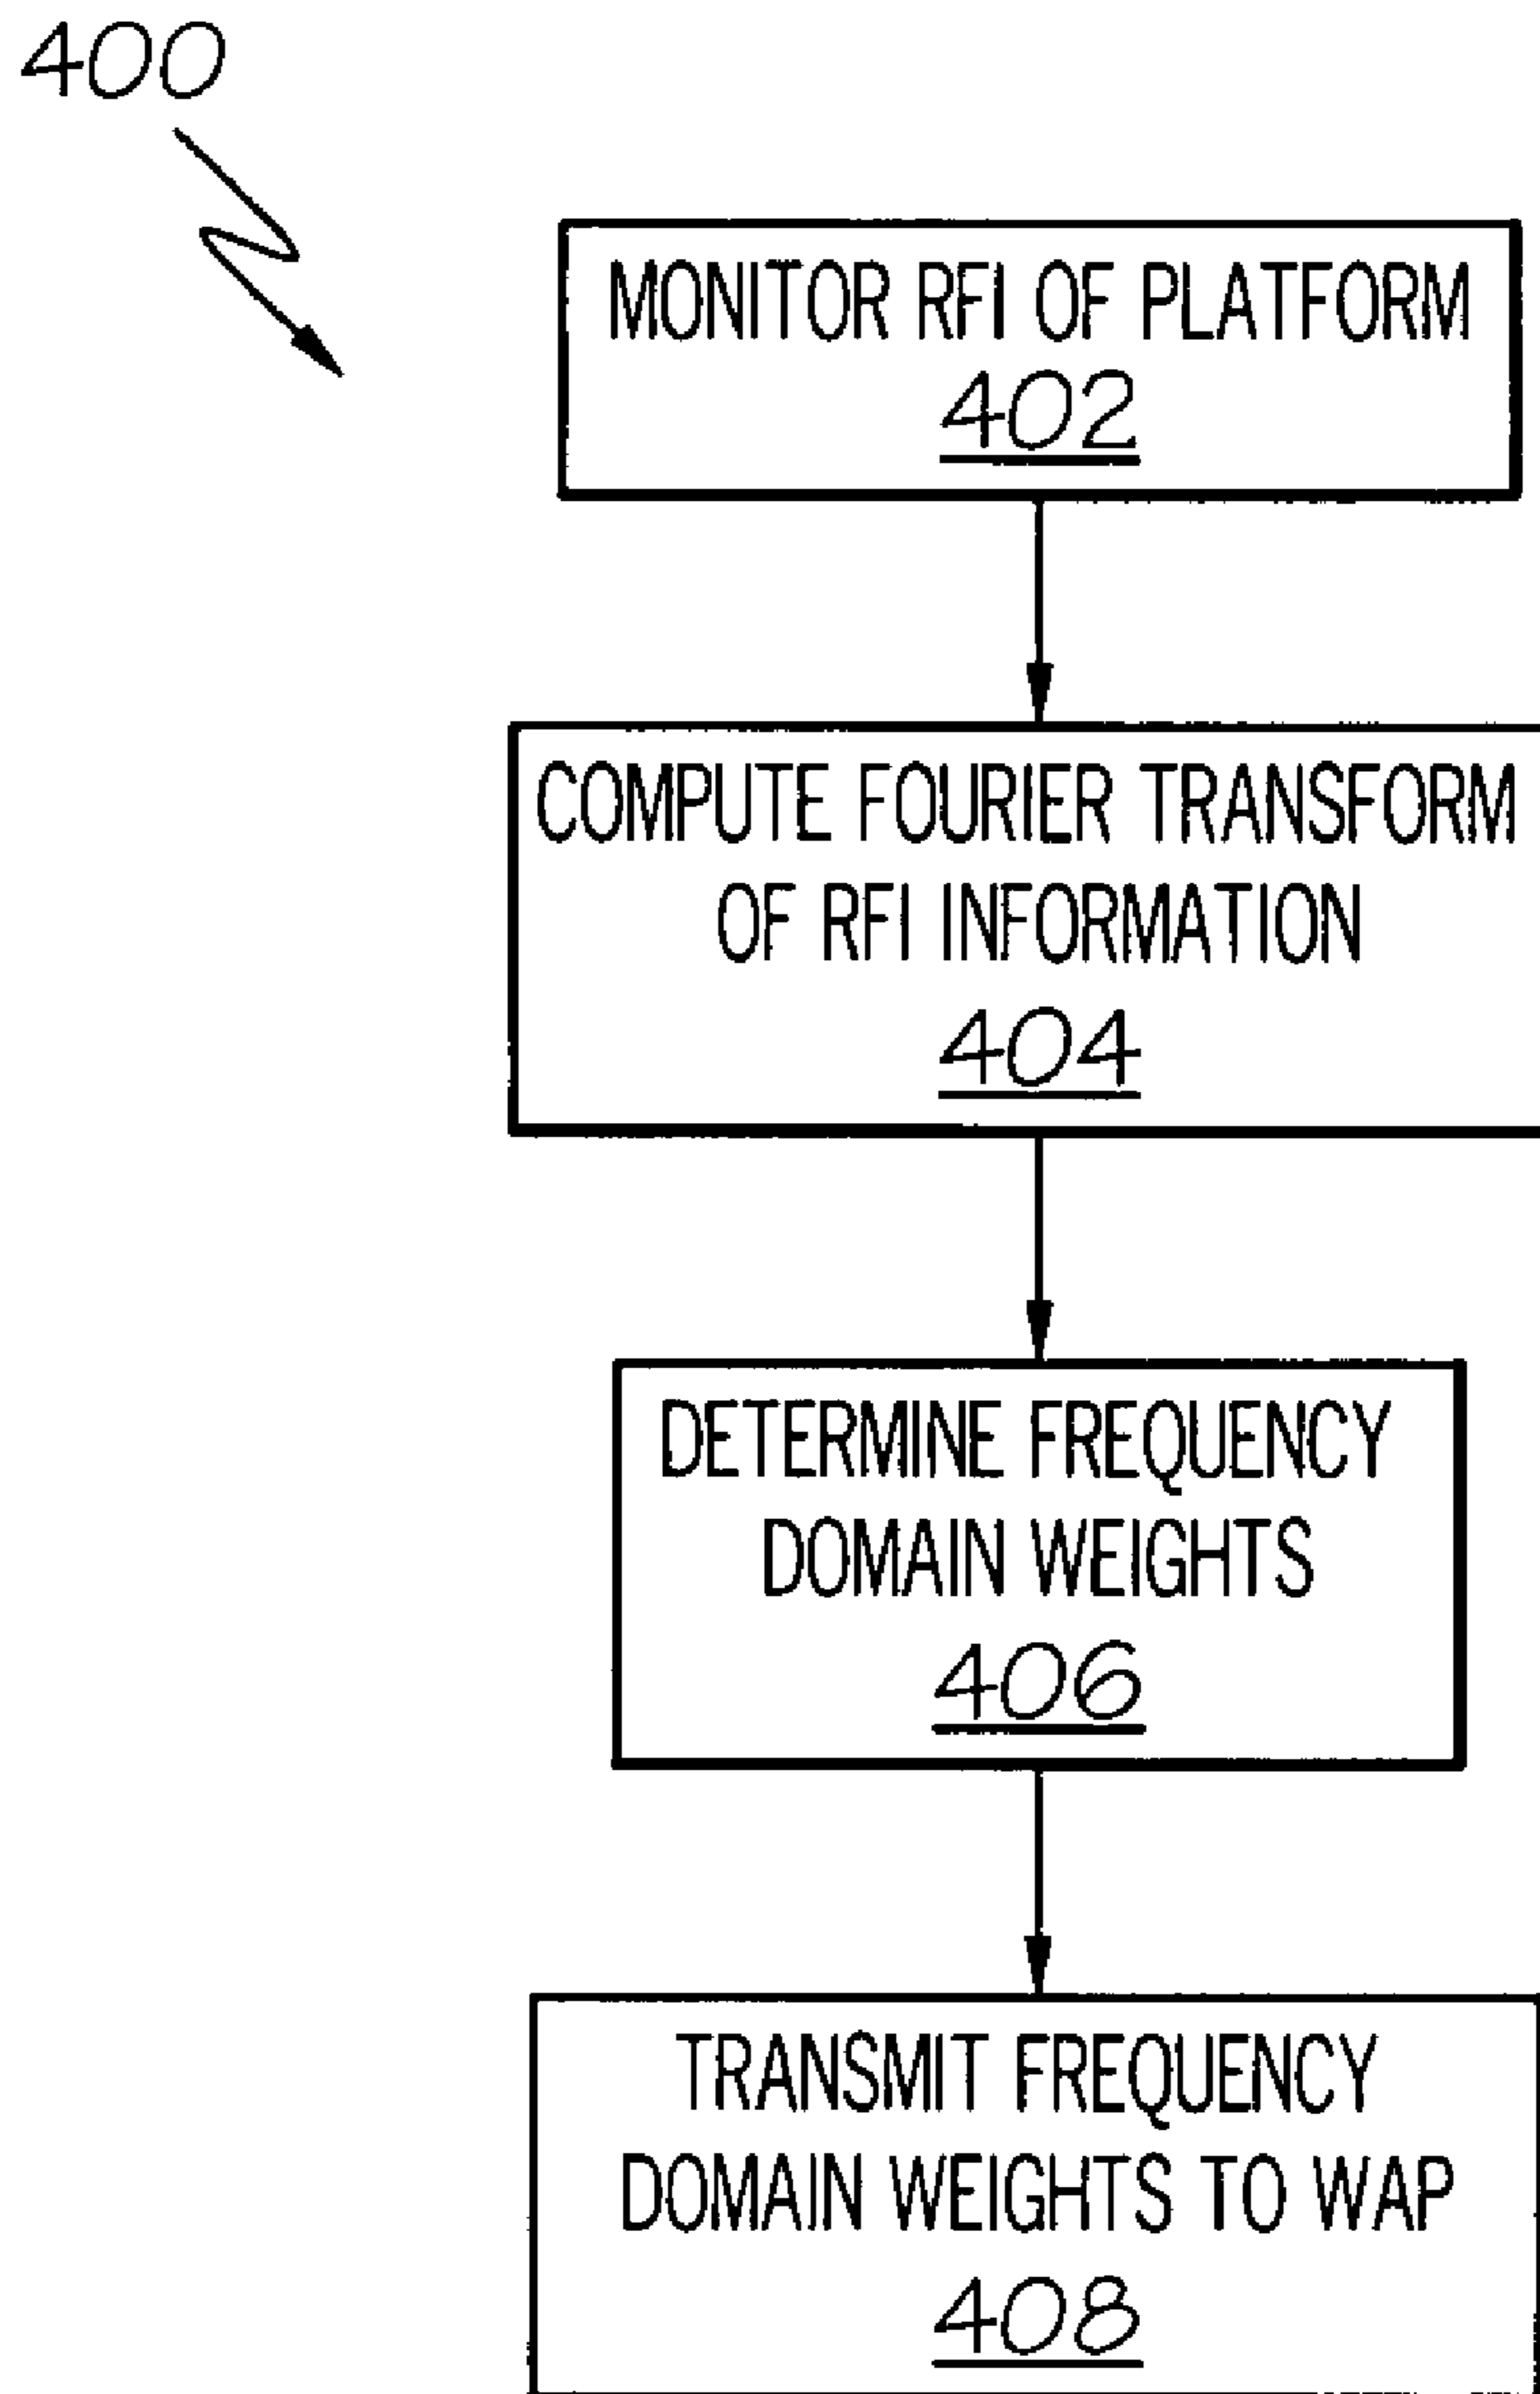 400
MONITOR RFI OF PLATFORM
402
COMPUTE FOURIER TRANSFORM
OF RFI INFORMATION
404
DETERMINE FREQUENCY
DOMAIN WEIGHTS
406
TRANSMIT FREQUENCY
DOMAIN WEIGHTS TO WAP
408